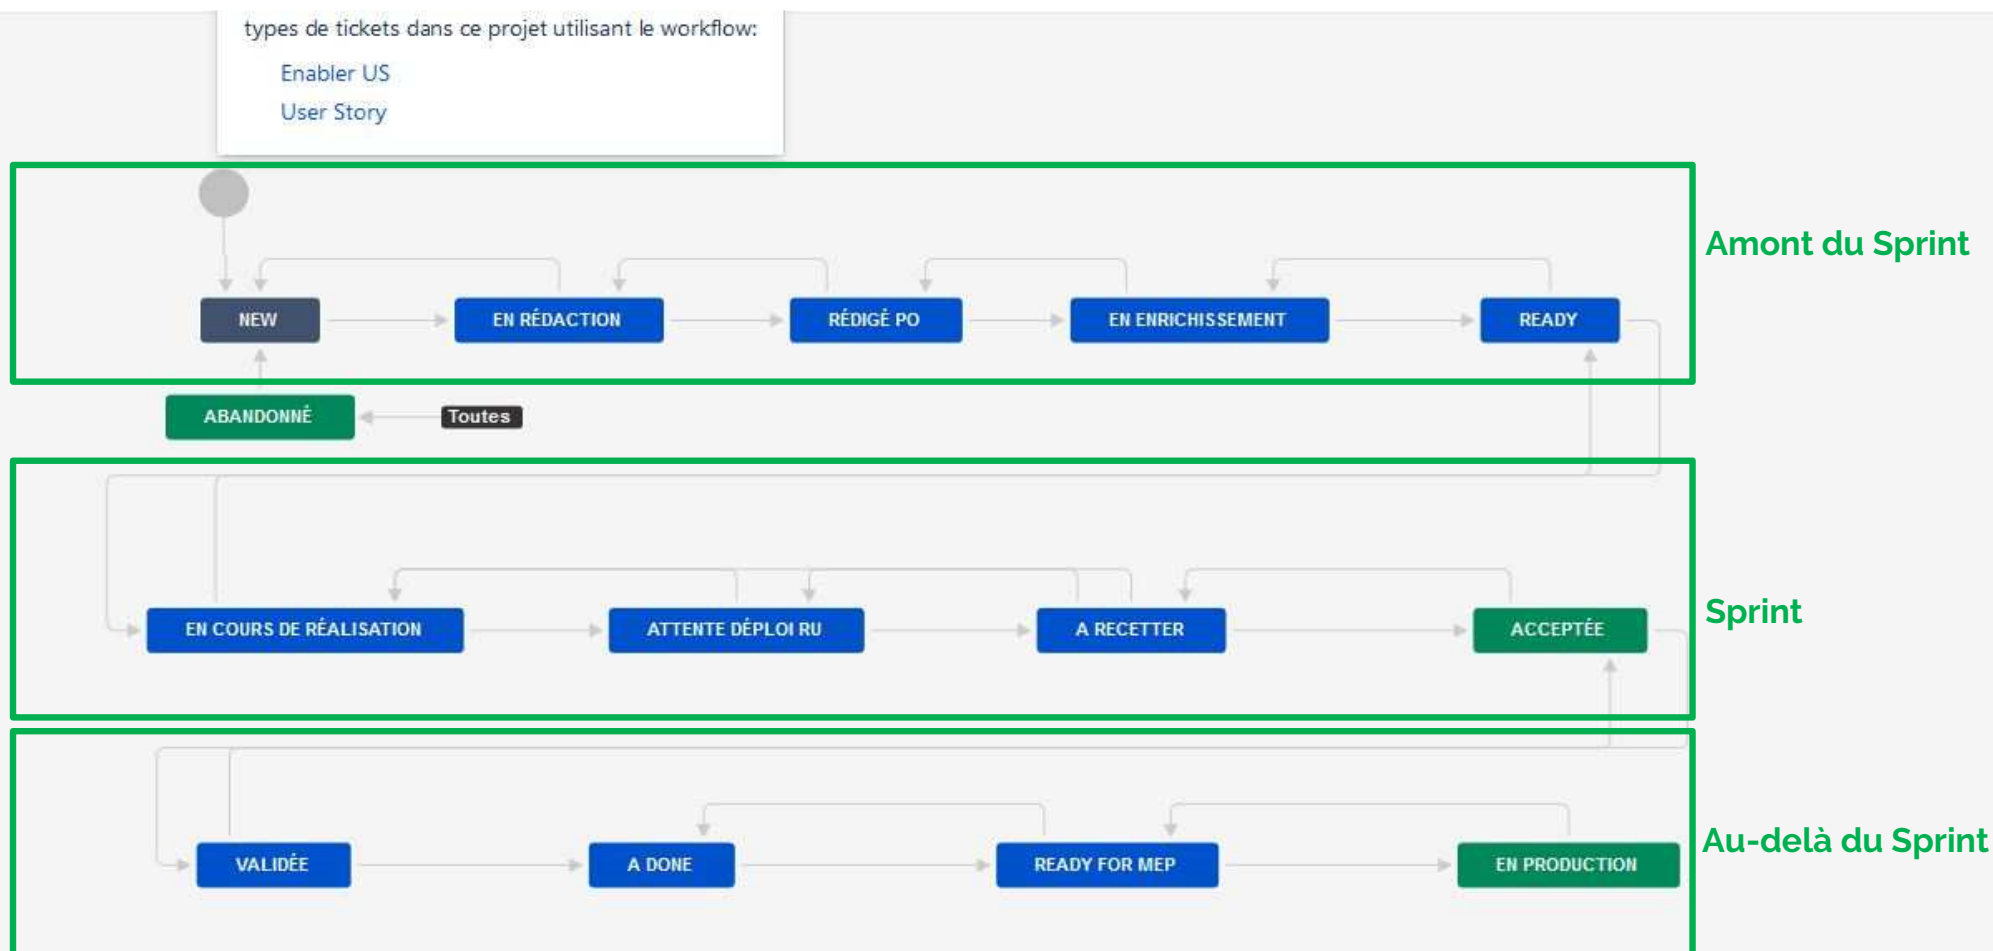 types de tickets dans ce projet utilisant le workflow:
Enabler US
User Story
Amont du Sprint
NEW
EN RÉDACTION
RÉDIGÉ PO
EN ENRICHISSEMENT
READY
ABANDONNÉ
Toutes
Sprint
EN COURS DE RÉALISATION
ATTENTE DÉPLOI RU
A RECETTER
ACCEPTÉE
Au-delà du Sprint
VALIDÉE
A DONE
READY FOR MEP
EN PRODUCTION